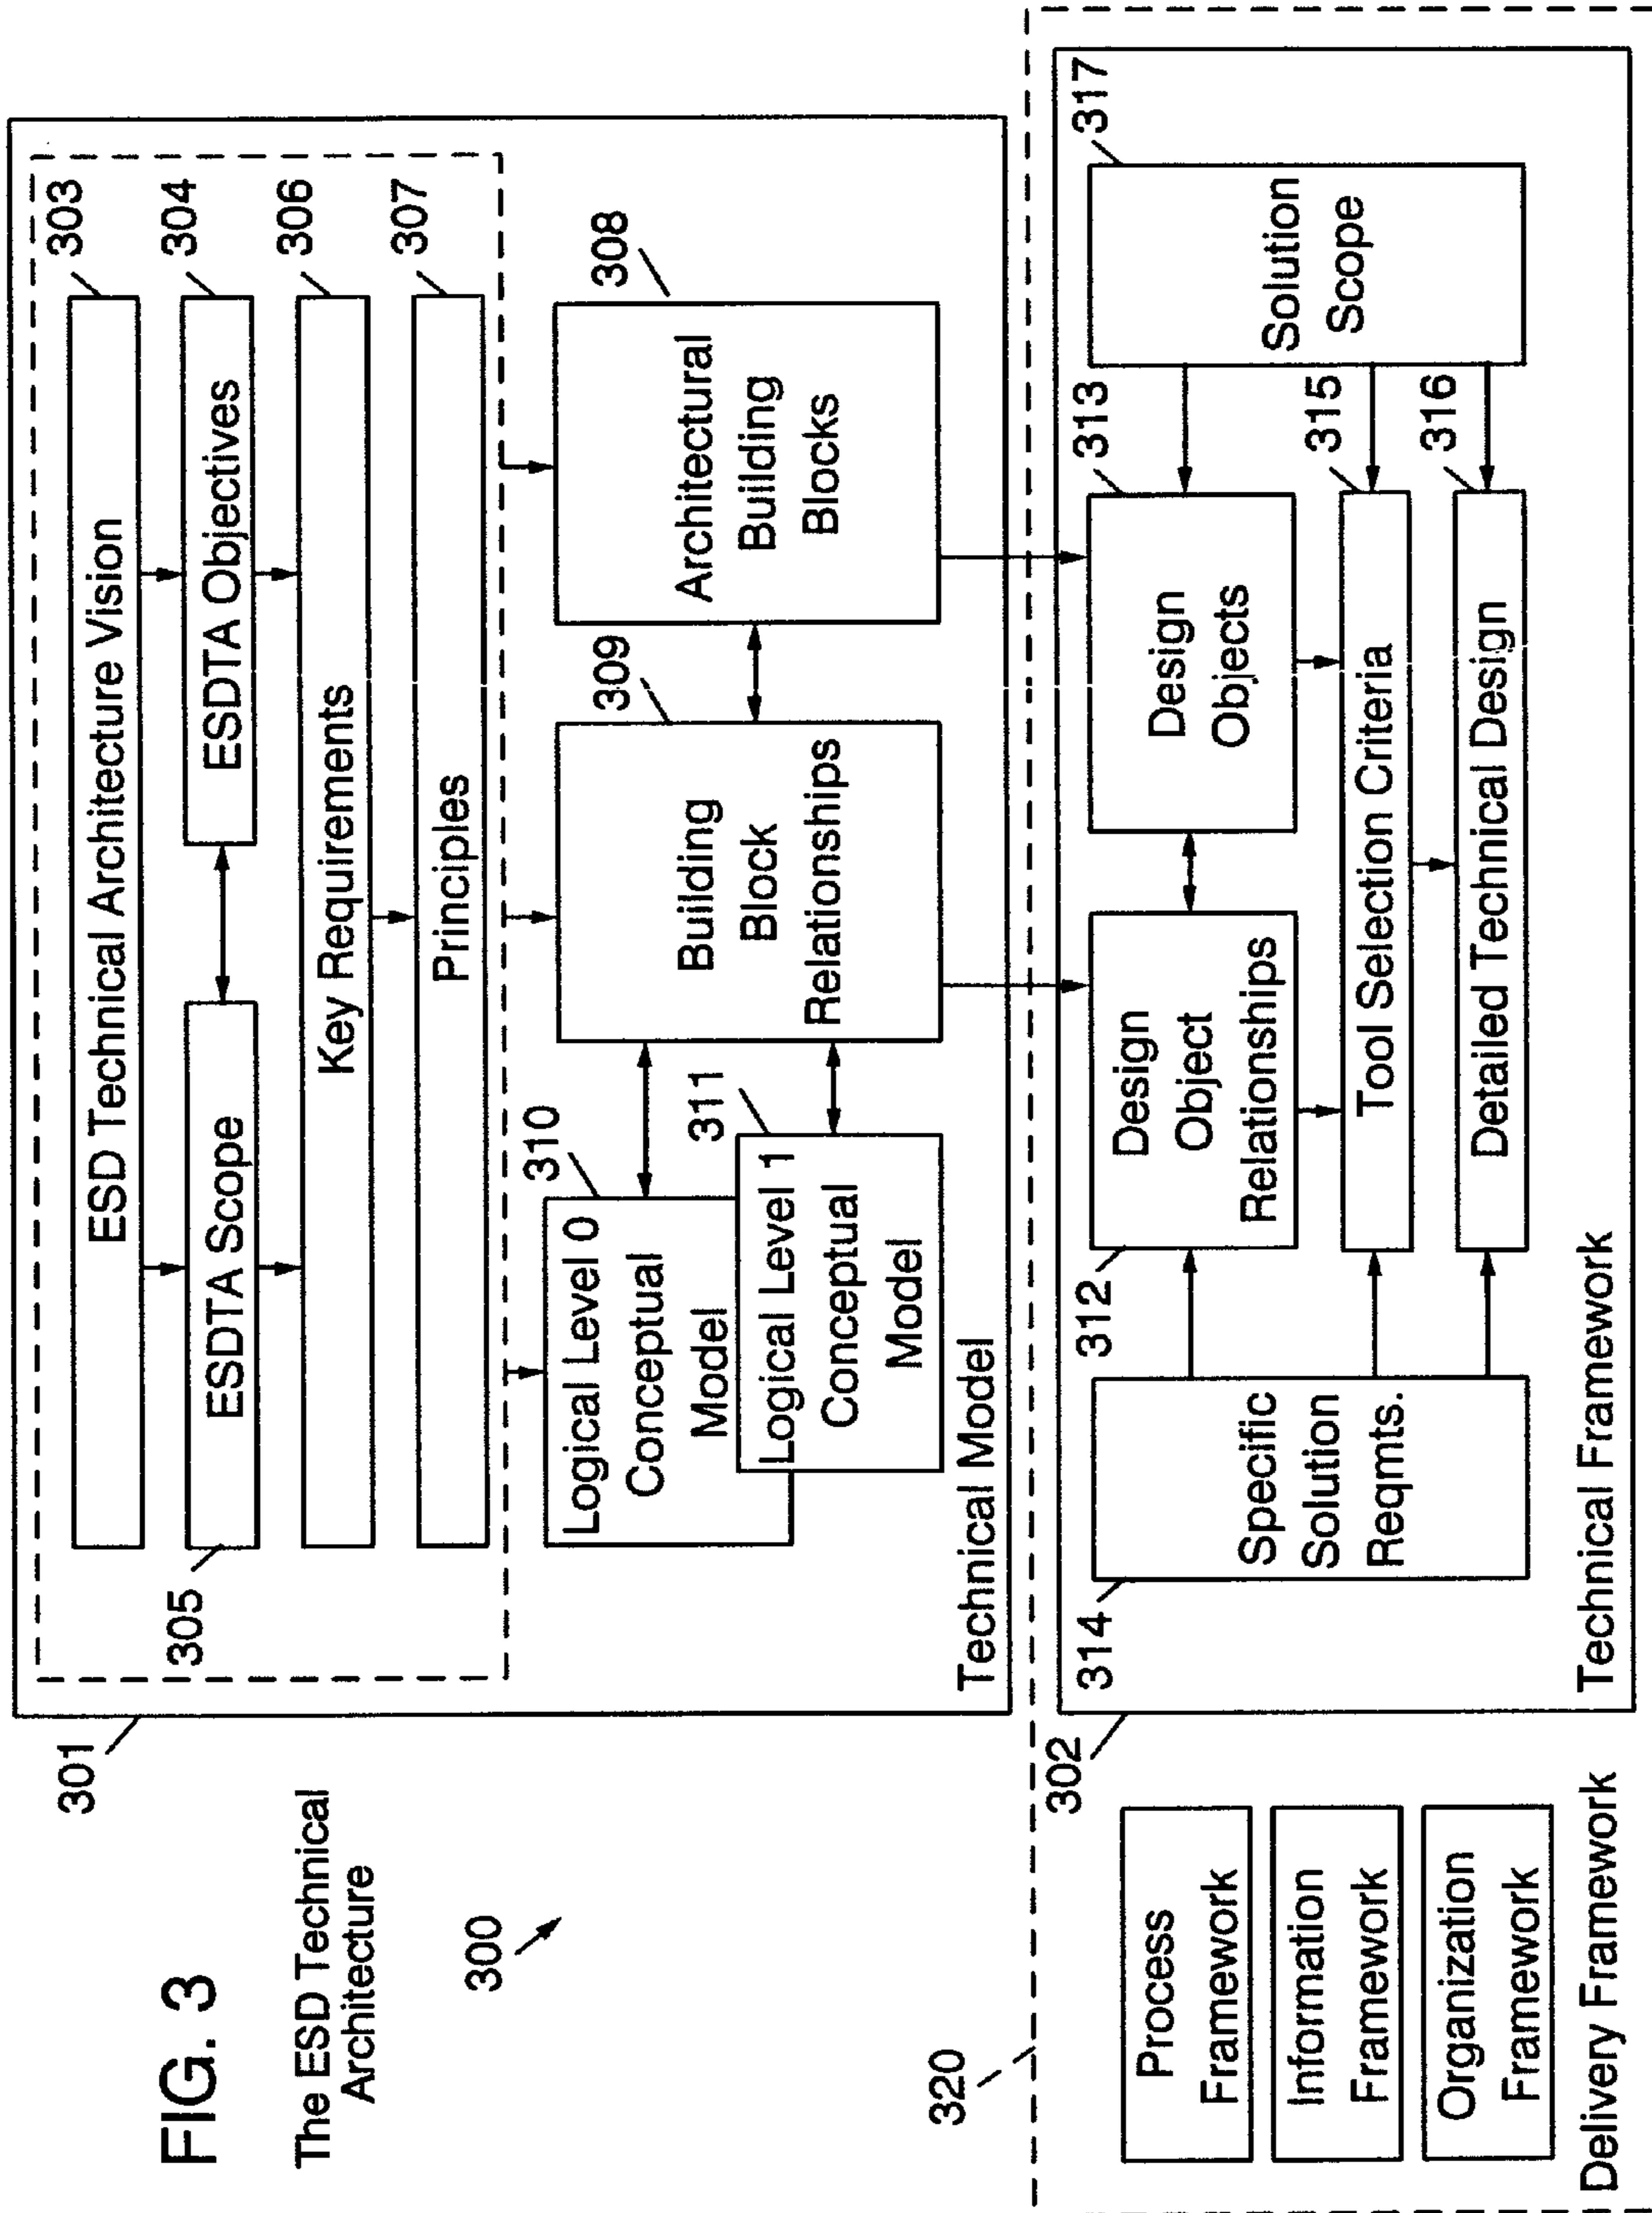 FIG. 3
The ESD Technical
Architecture
300
301
303
ESD Technical Architecture Vision
304
ESDTA Objectives
305
ESDTA Scope
306
Key Requirements
307
Principles
308
Architectural
Building
Blocks
309
Building
Block
Relationships
310
Logical Level 0
Conceptual
Model
311
Logical Level 1
Conceptual
Model
Technical Model
320
302
Process
Framework
Information
Framework
Organization
Framework
Delivery Framework
314
Specific
Solution
Reqmts.
312
Design
Object
Relationships
313
Design
Objects
317
Solution
Scope
315
Tool Selection Criteria
316
Detailed Technical Design
Technical Framework